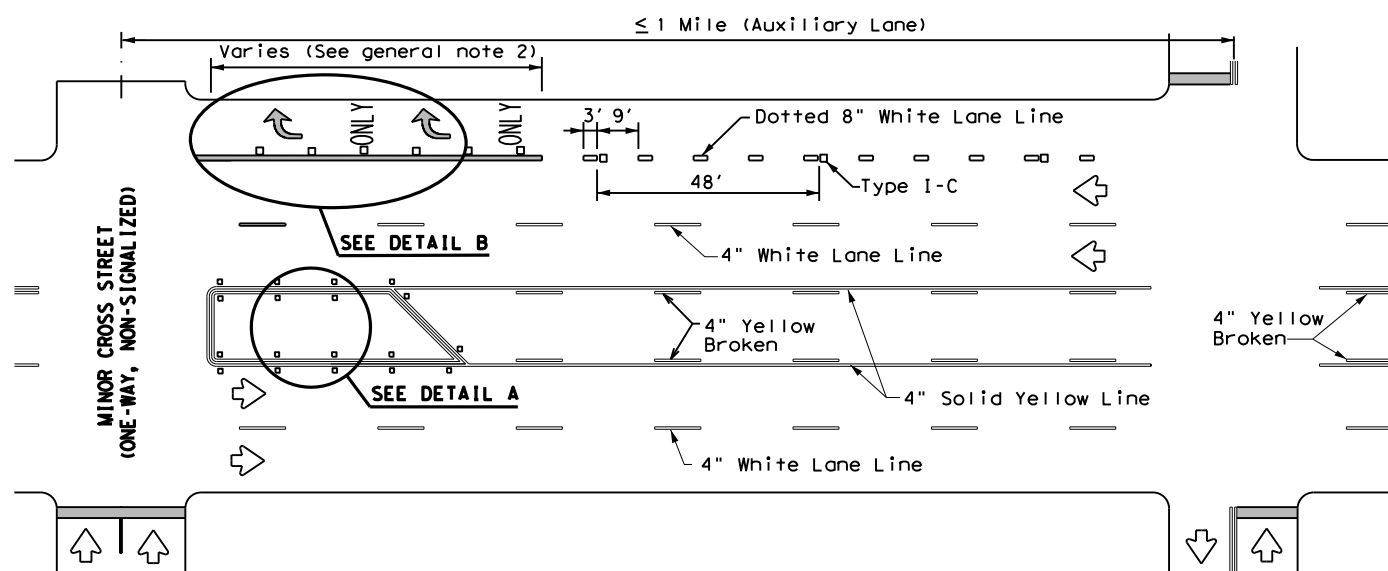 ≤ 1 Mile (Auxiliary Lane)
Varies (See general note 2)
ONLY
ONLY
3' 9'
Dotted 8" White Lane Line
48'
Type I-C
SEE DETAIL B
4" White Lane Line
MINOR CROSS STREET
(ONE-WAY, NON-SIGNALIZED)
4" Yellow
Broken
4" Yellow
Broken
SEE DETAIL A
4" Solid Yellow Line
4" White Lane Line